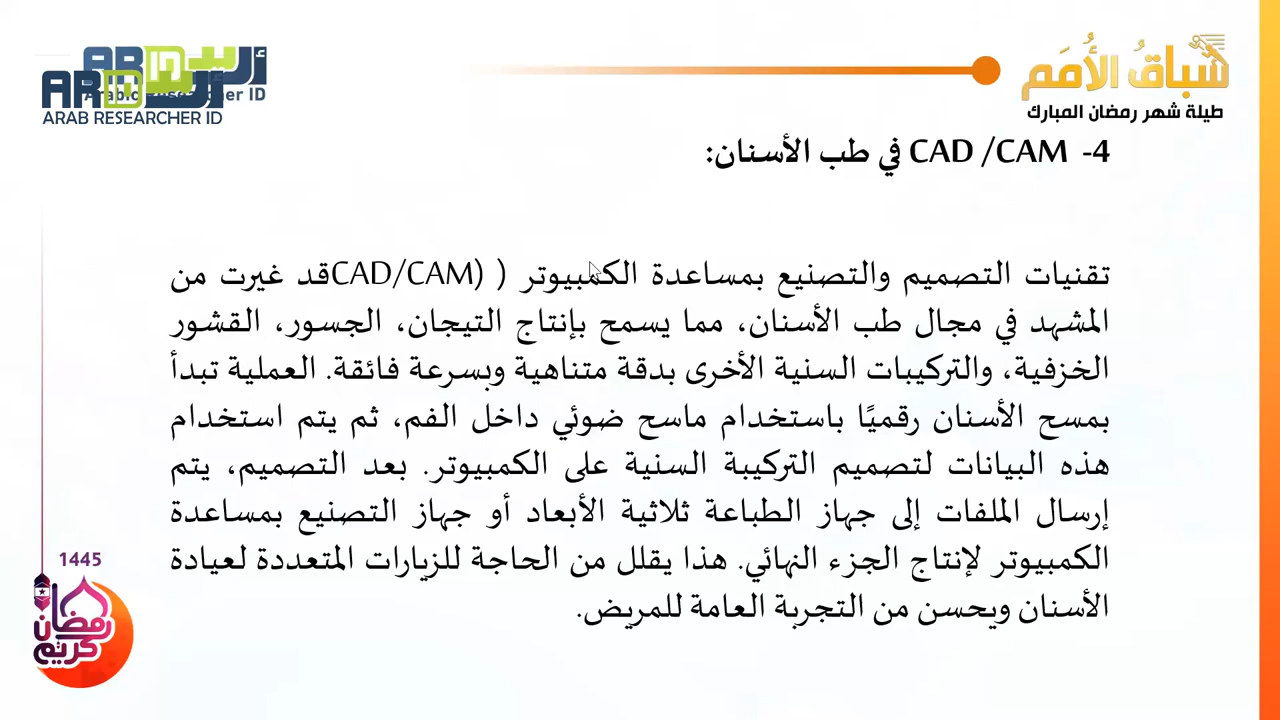 سباقُ الأُمَم
طيلة شهر رمضان المبارك
ARID أريد
ARAB RESEARCHER ID
4- CAD /CAM في طب الأسنان:
تقنيات التصميم والتصنيع بمساعدة الكمبيوتر ( (CAD/CAMقد غيرت من
المشهد في مجال طب الأسنان، مما يسمح بإنتاج التيجان، الجسور، القشور
الخزفية، والتركيبات السنية الأخرى بدقة متناهية وبسرعة فائقة. العملية تبدأ
بمسح الأسنان رقميًا باستخدام ماسح ضوئي داخل الفم، ثم يتم استخدام
هذه البيانات لتصميم التركيبة السنية على الكمبيوتر. بعد التصميم، يتم
إرسال الملفات إلى جهاز الطباعة ثلاثية الأبعاد أو جهاز التصنيع بمساعدة
الكمبيوتر لإنتاج الجزء النهائي. هذا يقلل من الحاجة للزيارات المتعددة لعيادة
الأسنان ويحسن من التجربة العامة للمريض.
1445
رمضان
كريم